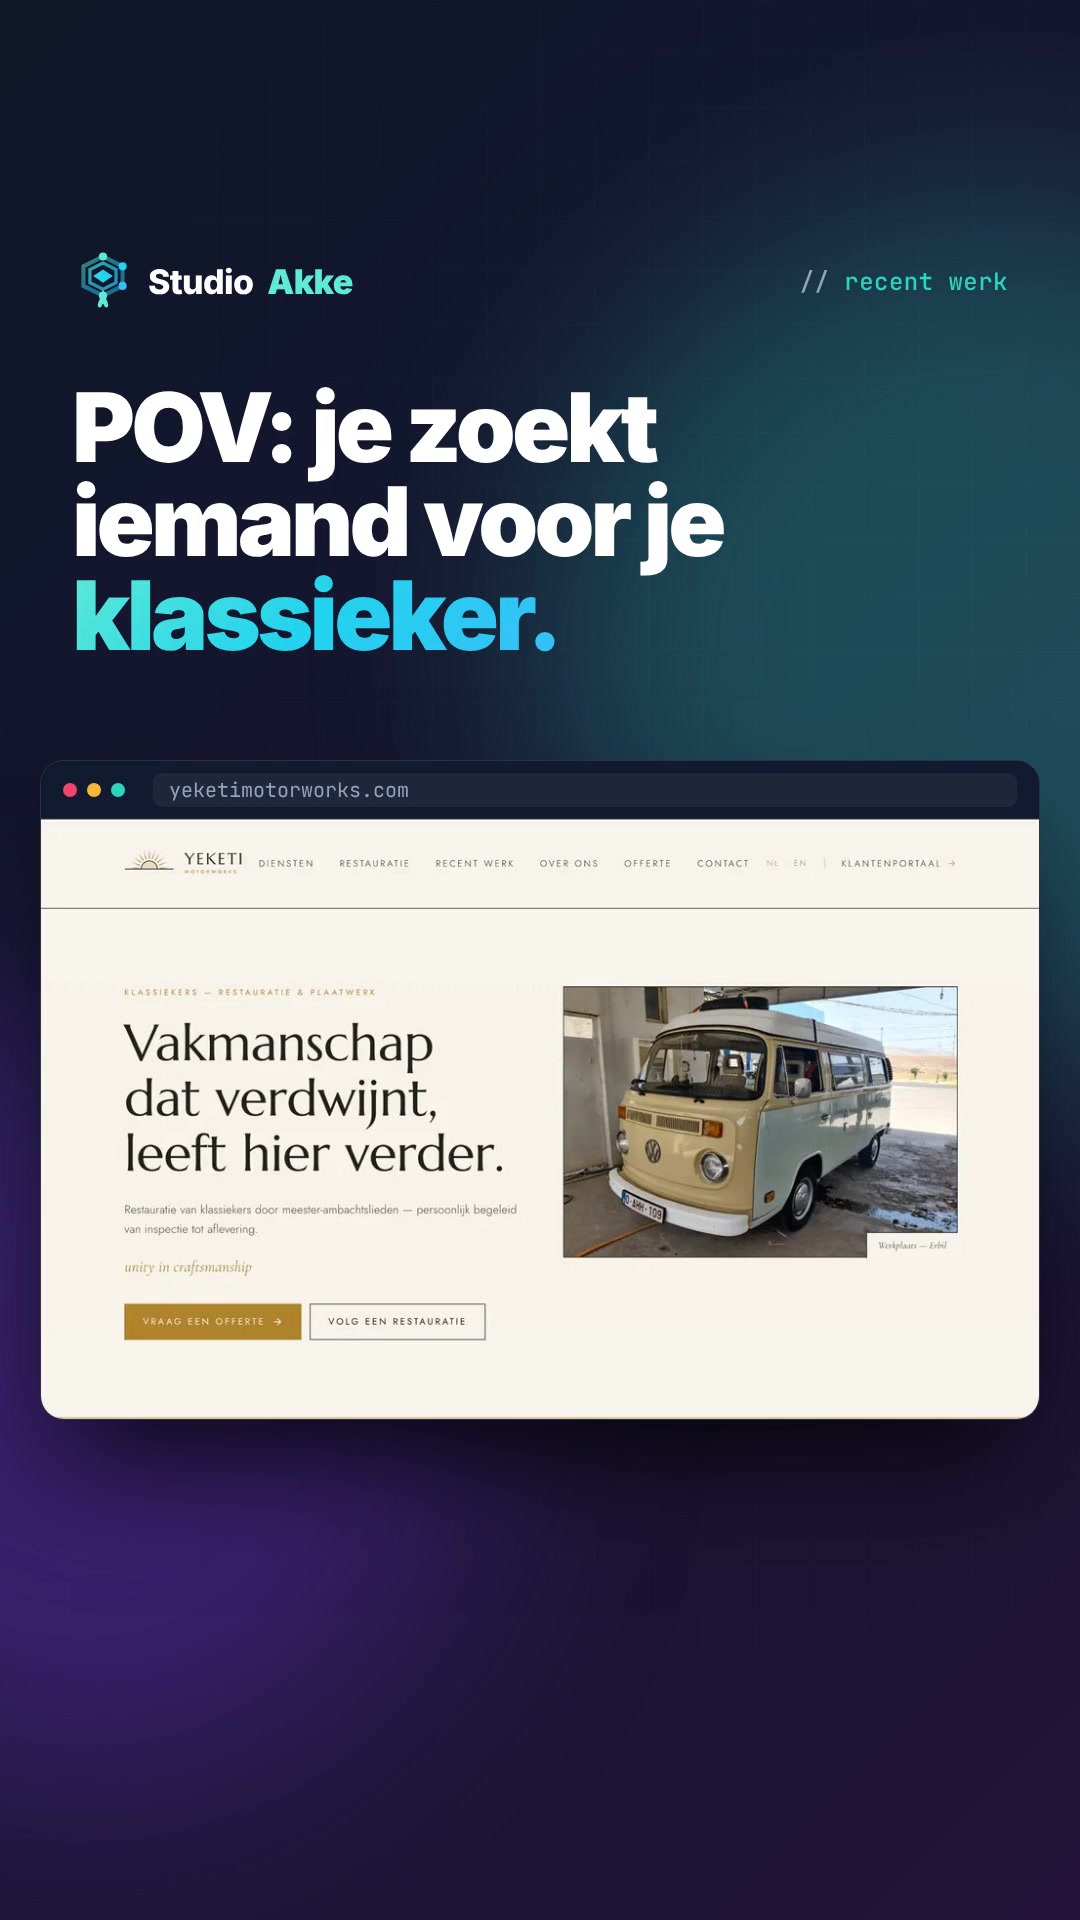 Studio Akke
// recent werk
POV: je zoekt
iemand voor je
klassieker.
yeketimotorworks.com
YEKETI
MOTORWORKS
DIENSTEN RESTAURATIE RECENT WERK OVER ONS OFFERTE CONTACT NL EN | KLANTENPORTAAL →
KLASSIEKERS — RESTAURATIE & PLAATWERK
Vakmanschap
dat verdwijnt,
leeft hier verder.
Restauratie van klassiekers door meester-ambachtslieden — persoonlijk begeleid
van inspectie tot aflevering.
unity in craftsmanship
VRAAG EEN OFFERTE →
VOLG EEN RESTAURATIE
O-AHH-109
Werkplaats — Erbil